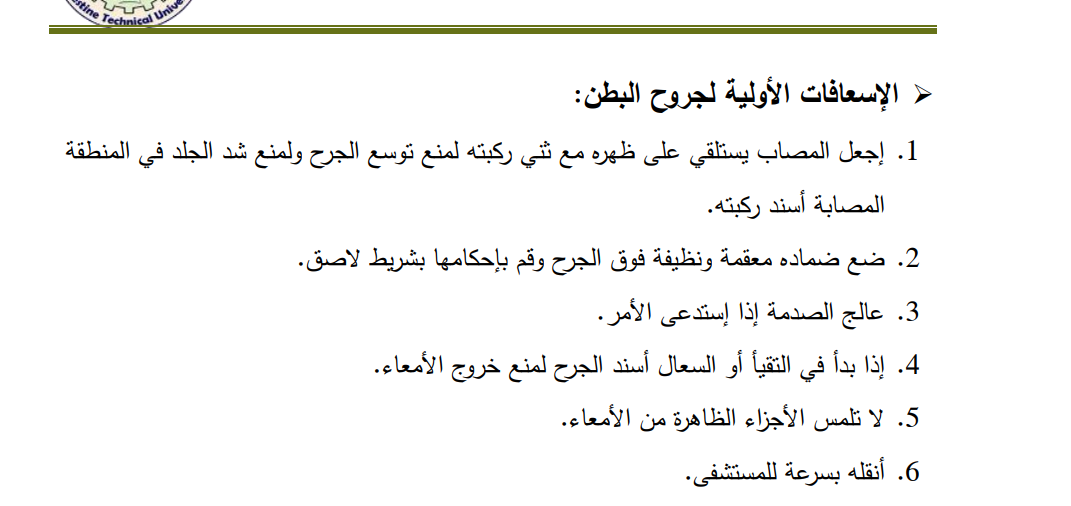 stine Technical Unive
الإسعافات الأولية لجروح البطن:
1. إجعل المصاب يستلقي على ظهره مع ثني ركبته لمنع توسع الجرح ولمنع شد الجلد في المنطقة
المصابة أسند ركبته.
2. ضع ضماده معقمة ونظيفة فوق الجرح وقم بإحكامها بشريط لاصق.
3. عالج الصدمة إذا إستدعى الأمر.
4. إذا بدأ في التقيأ أو السعال أسند الجرح لمنع خروج الأمعاء.
5. لا تلمس الأجزاء الظاهرة من الأمعاء.
6. أنقله بسرعة للمستشفى.